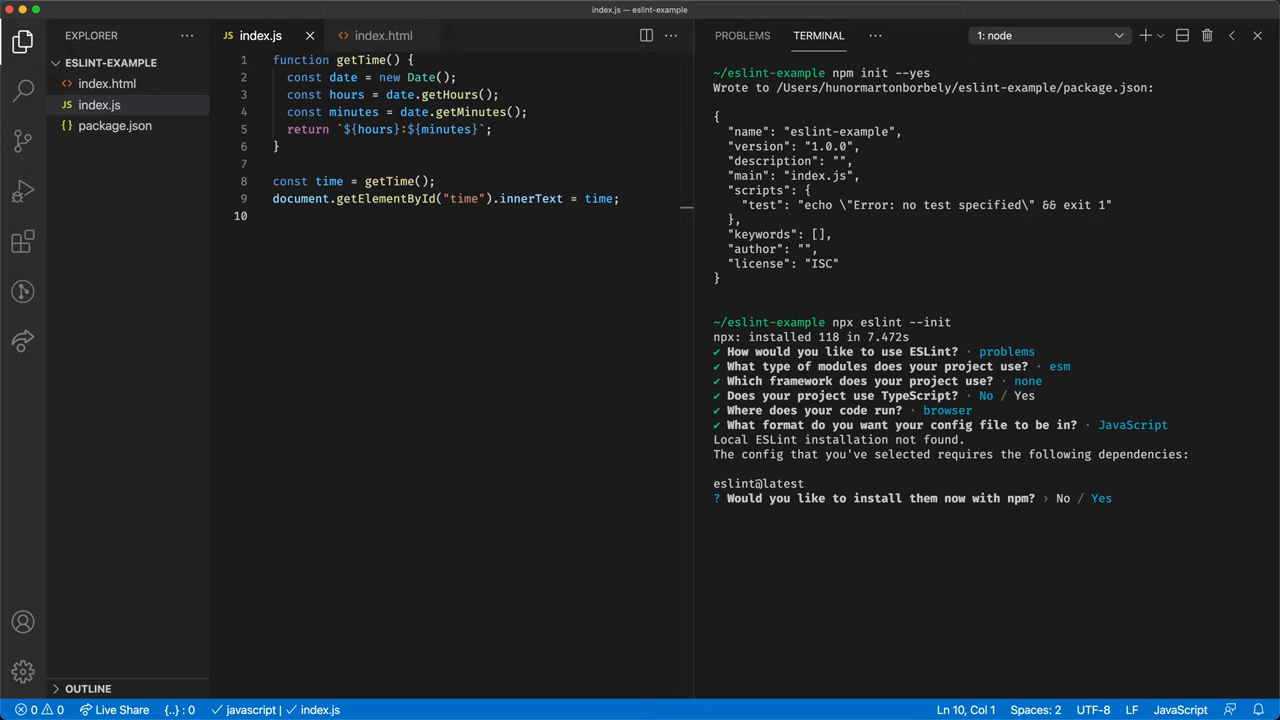 index.js — eslint-example
EXPLORER
ESLINT-EXAMPLE
index.html
JS index.js
package.json
OUTLINE
JS index.js
index.html
1 function getTime() {
2 const date = new Date();
3 const hours = date.getHours();
4 const minutes = date.getMinutes();
5 return `${hours}:${minutes}`;
6 }
7
8 const time = getTime();
9 document.getElementById("time").innerText = time;
10
PROBLEMS TERMINAL
1: node
~/eslint-example npm init --yes
Wrote to /Users/hunormartonborbely/eslint-example/package.json:
{
"name": "eslint-example",
"version": "1.0.0",
"description": "",
"main": "index.js",
"scripts": {
"test": "echo \"Error: no test specified\" && exit 1"
},
"keywords": [],
"author": "",
"license": "ISC"
}
~/eslint-example npx eslint --init
npx: installed 118 in 7.472s
✔ How would you like to use ESLint? · problems
✔ What type of modules does your project use? · esm
✔ Which framework does your project use? · none
✔ Does your project use TypeScript? · No / Yes
✔ Where does your code run? · browser
✔ What format do you want your config file to be in? · JavaScript
Local ESLint installation not found.
The config that you've selected requires the following dependencies:
eslint@latest
? Would you like to install them now with npm? › No / Yes
0 0 Live Share {..} : 0 ✓ javascript | ✓ index.js Ln 10, Col 1 Spaces: 2 UTF-8 LF JavaScript